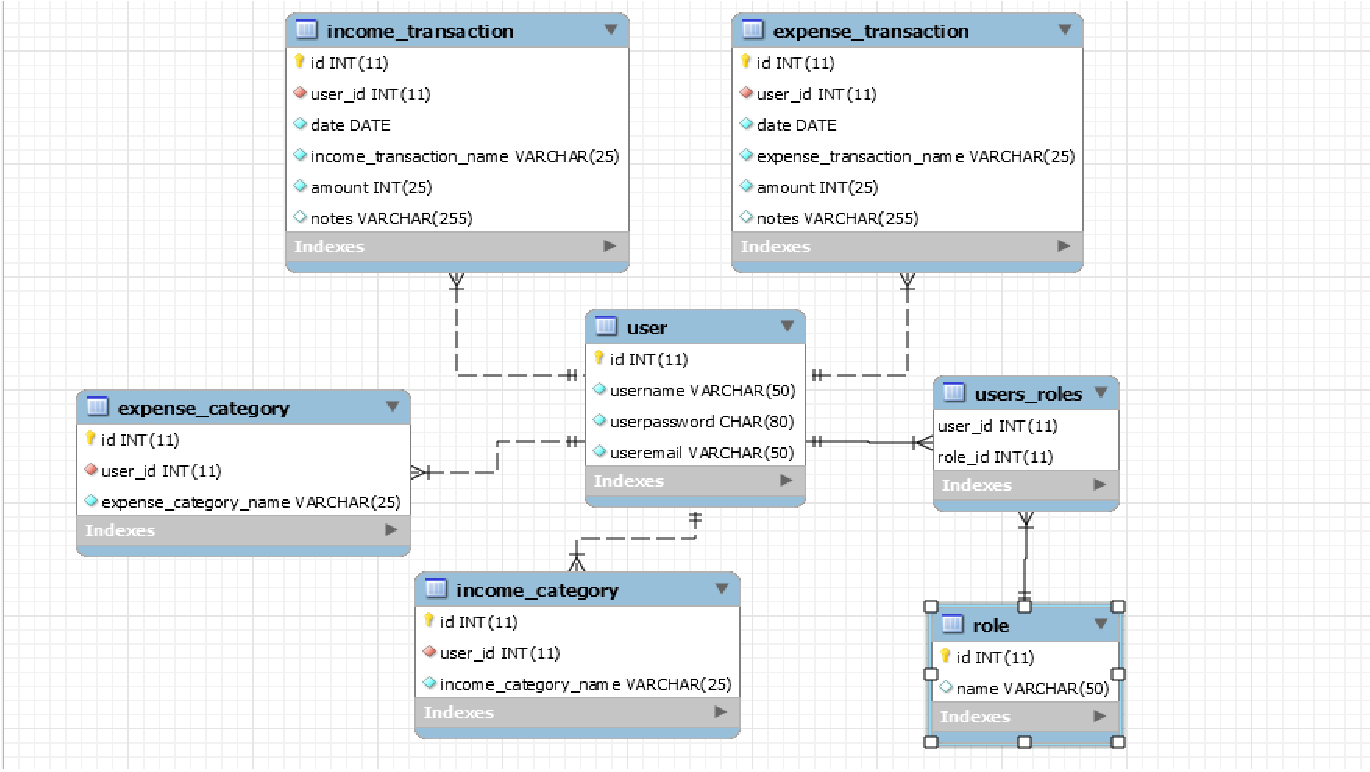 income_transaction
id INT(11)
user_id INT(11)
date DATE
income_transaction_name VARCHAR(25)
amount INT(25)
notes VARCHAR(255)
Indexes
expense_transaction
id INT(11)
user_id INT(11)
date DATE
expense_transaction_name VARCHAR(25)
amount INT(25)
notes VARCHAR(255)
Indexes
user
id INT(11)
username VARCHAR(50)
userpassword CHAR(80)
useremail VARCHAR(50)
Indexes
expense_category
id INT(11)
user_id INT(11)
expense_category_name VARCHAR(25)
Indexes
users_roles
user_id INT(11)
role_id INT(11)
Indexes
income_category
id INT(11)
user_id INT(11)
income_category_name VARCHAR(25)
Indexes
role
id INT(11)
name VARCHAR(50)
Indexes